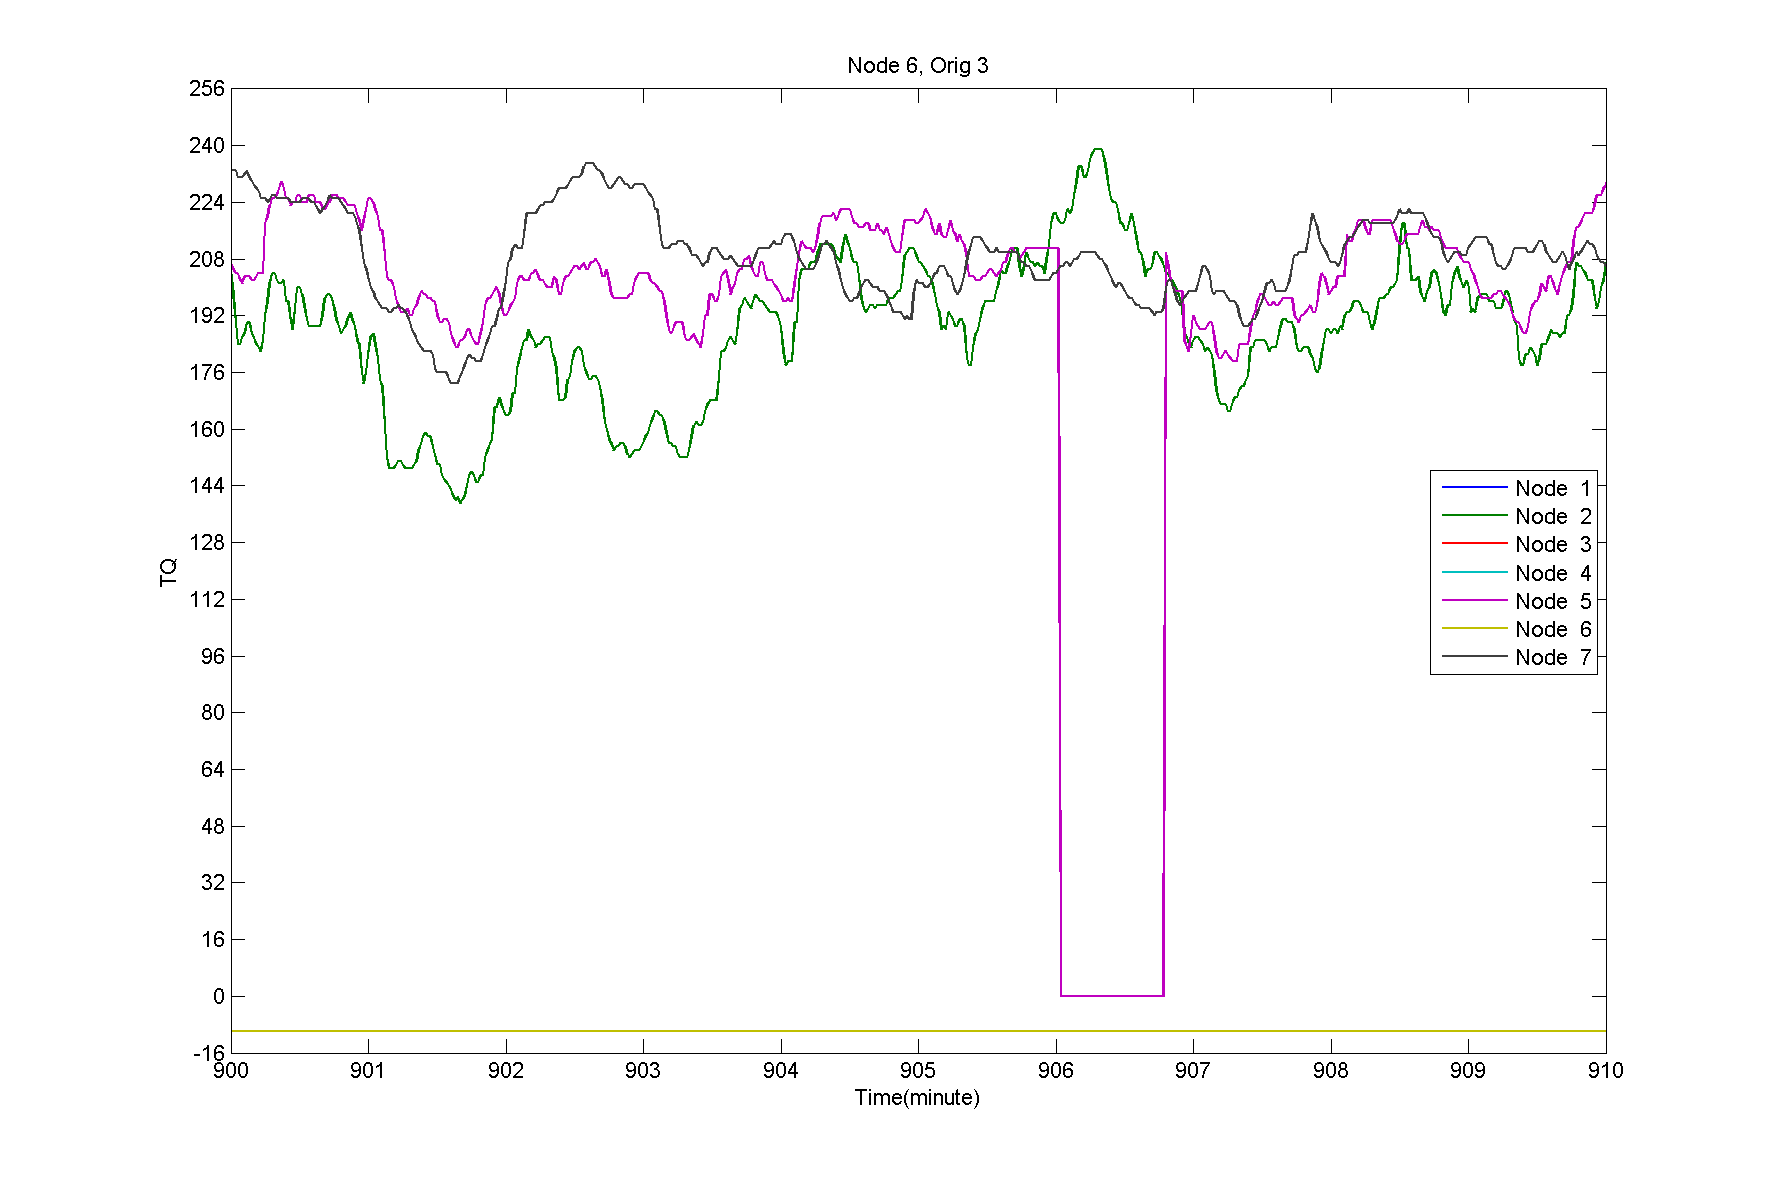 Node 6, Orig 3
256
240
224
208
192
176
160
144
128
112
96
80
64
48
32
16
0
-16
TQ
Node 1
Node 2
Node 3
Node 4
Node 5
Node 6
Node 7
900 901 902 903 904 905 906 907 908 909 910
Time(minute)